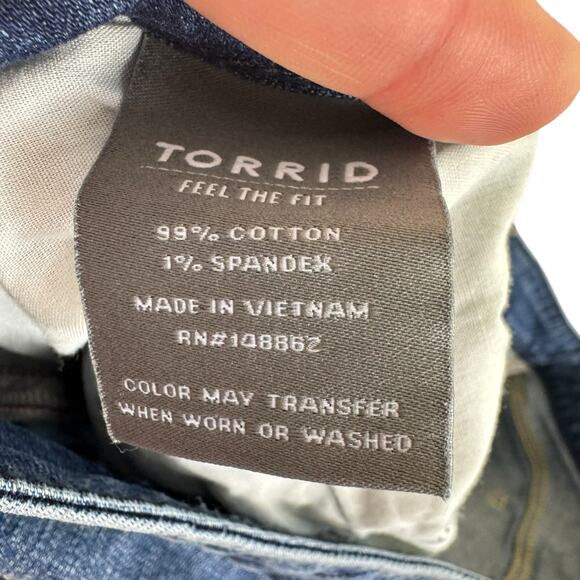 TORRID
FEEL THE FIT
99% COTTON
1% SPANDEX
MADE IN VIETNAM
RN#148862
COLOR MAY TRANSFER
WHEN WORN OR WASHED